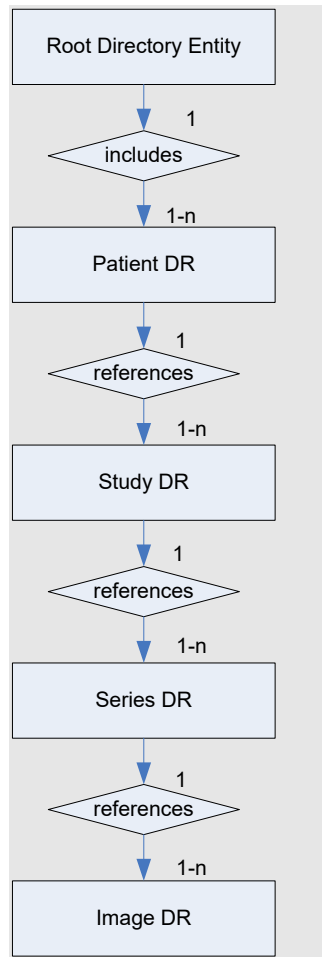 Root Directory Entity
1
includes
1-n
Patient DR
1
references
1-n
Study DR
1
references
1-n
Series DR
1
references
1-n
Image DR